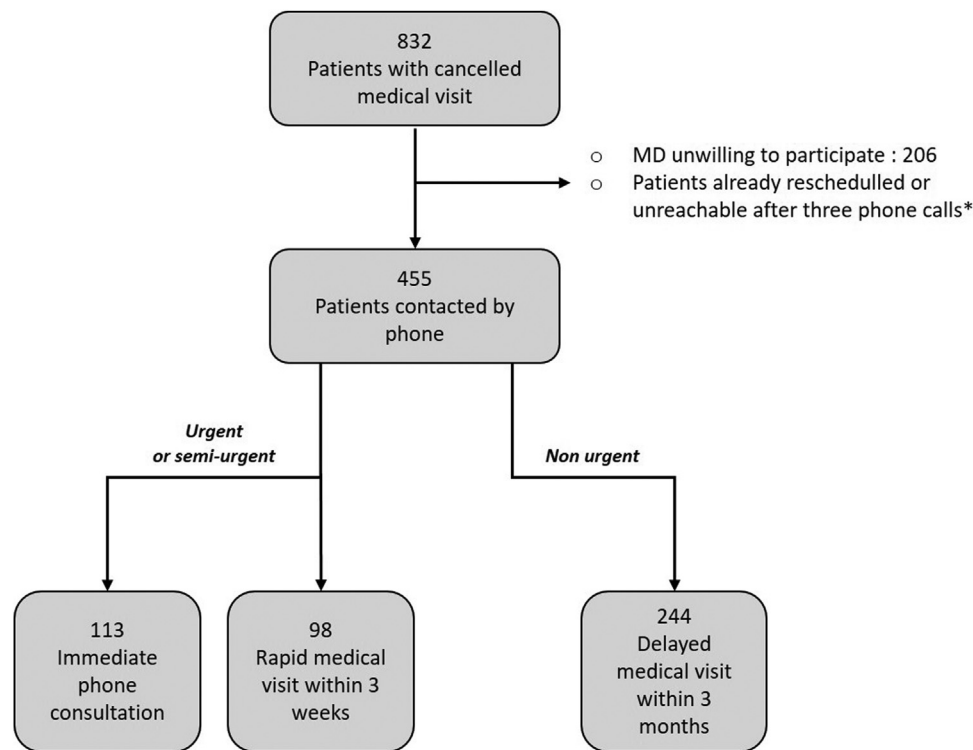 832
Patients with cancelled
medical visit
○ MD unwilling to participate : 206
○ Patients already reschedulled or
unreachable after three phone calls*
455
Patients contacted by
phone
Urgent
or semi-urgent
Non urgent
113
Immediate
phone
consultation
98
Rapid medical
visit within 3
weeks
244
Delayed
medical visit
within 3
months